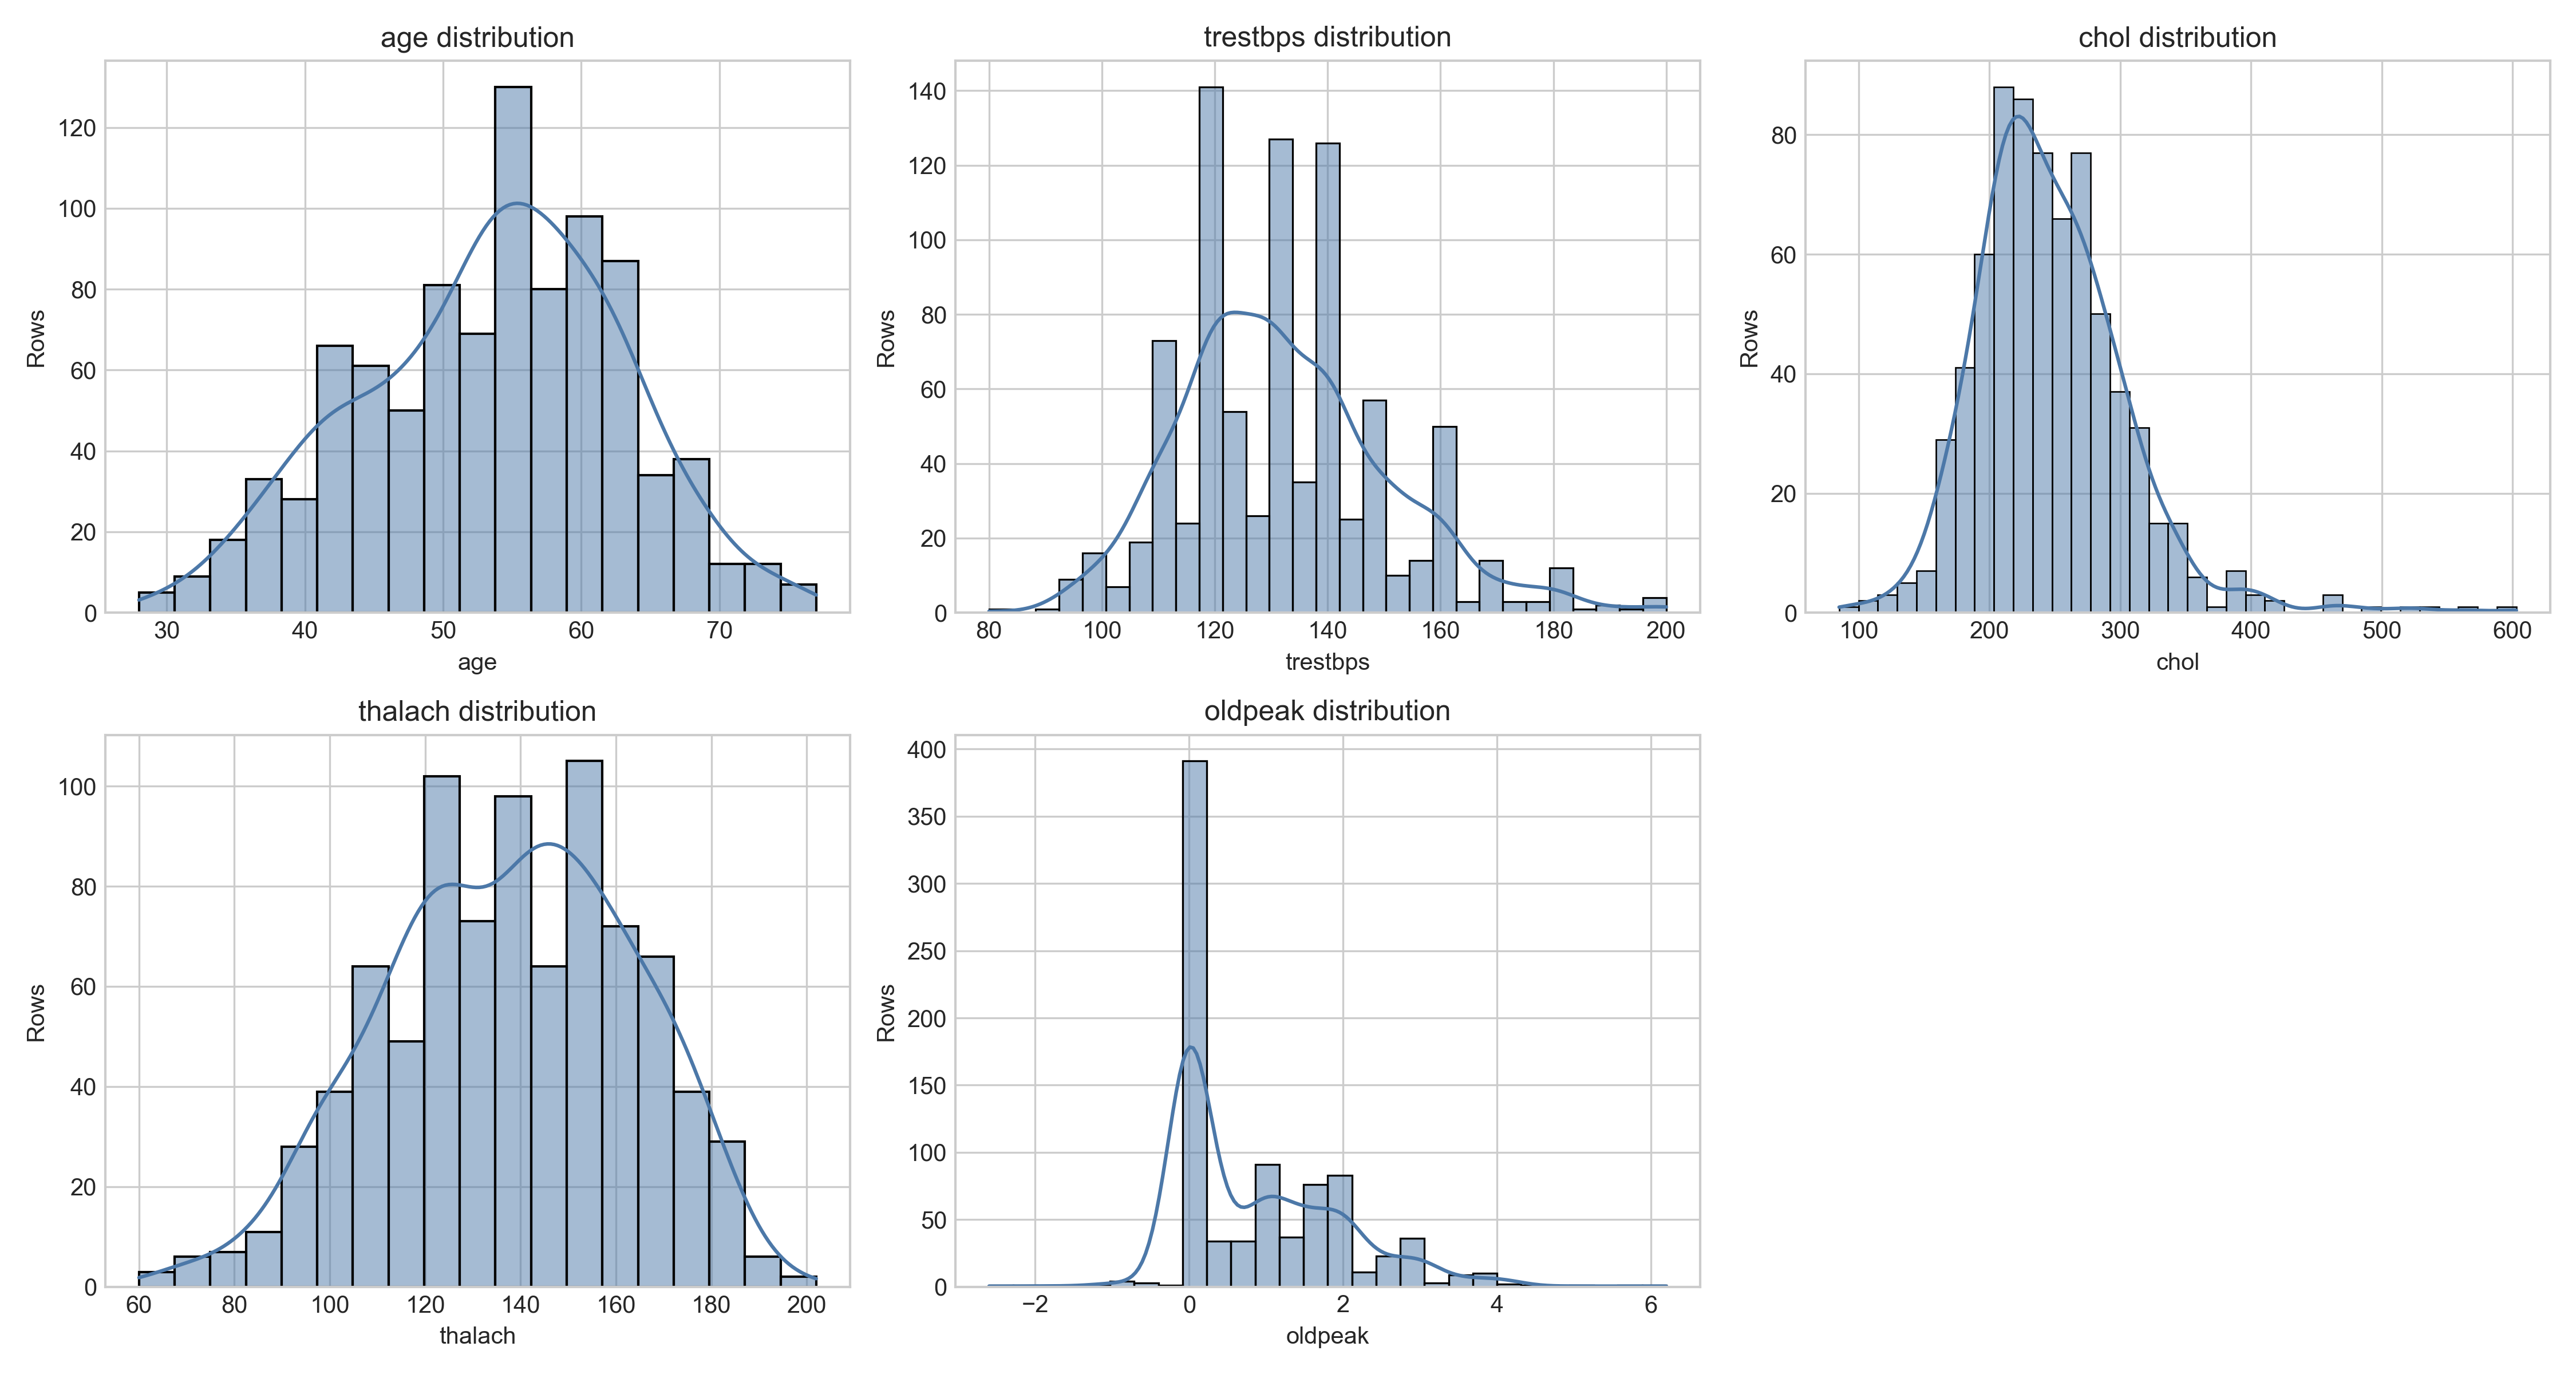 age distribution
120
100
80
60
40
20
0
Rows
30 40 50 60 70
age
trestbps distribution
140
120
100
80
60
40
20
0
Rows
80 100 120 140 160 180 200
trestbps
chol distribution
80
60
40
20
0
Rows
100 200 300 400 500 600
chol
thalach distribution
100
80
60
40
20
0
Rows
60 80 100 120 140 160 180 200
thalach
oldpeak distribution
400
350
300
250
200
150
100
50
0
Rows
−2 0 2 4 6
oldpeak